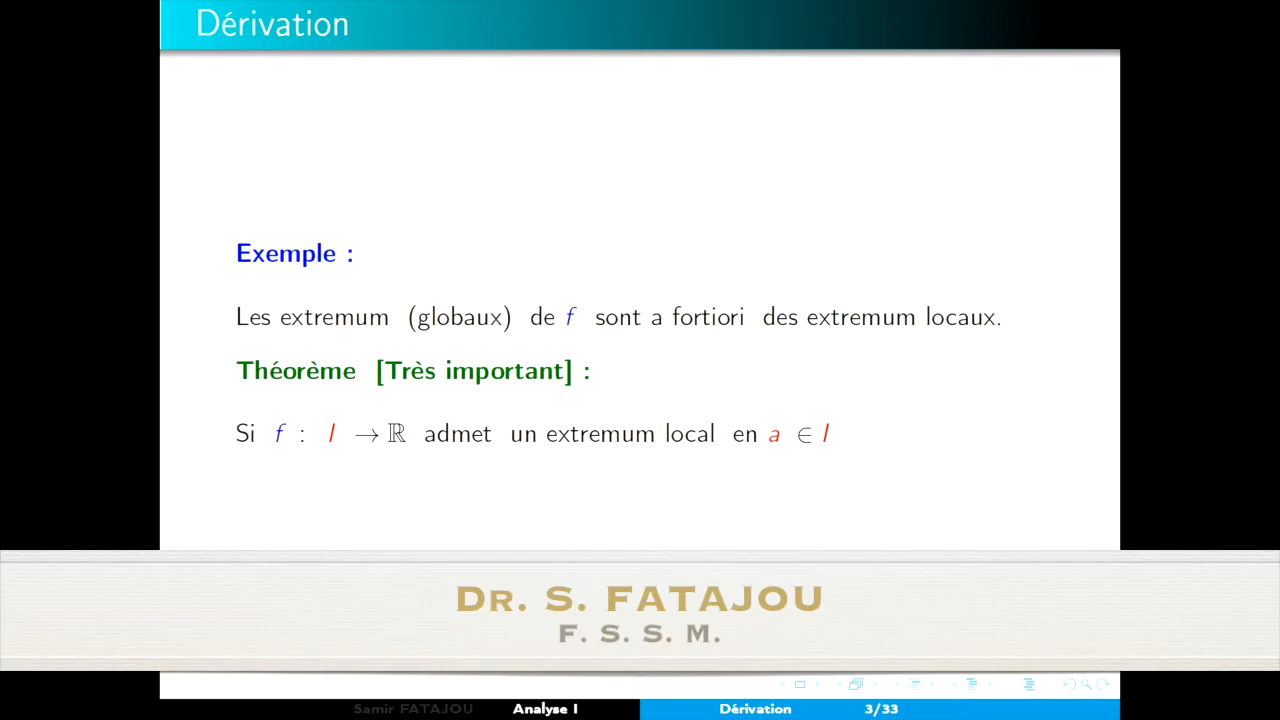 Dérivation
Exemple :
Les extremum (globaux) de f sont a fortiori des extremum locaux.
Théorème [Très important] :
Si f : I → ℝ admet un extremum local en a ∈ I
DR. S. FATAJOU
F. S. S. M.
Samir FATAJOU Analyse I Dérivation 3/33